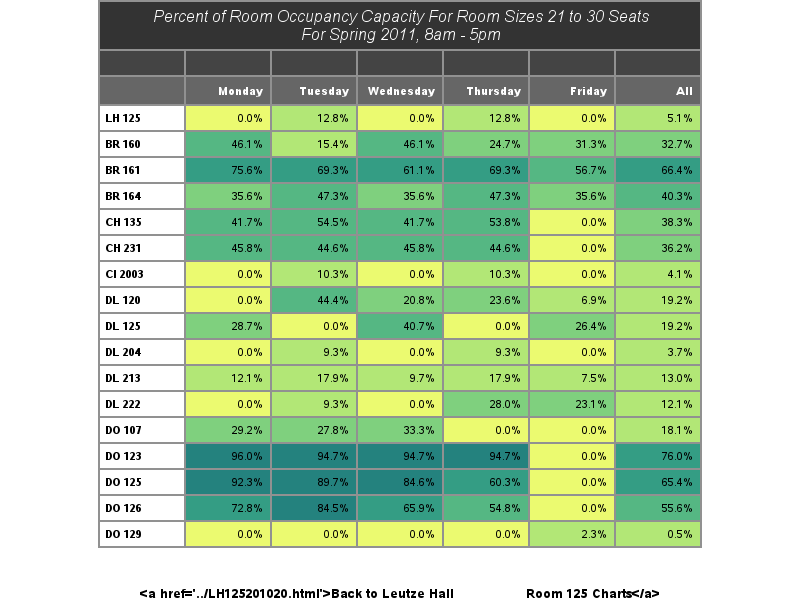 Percent of Room Occupancy Capacity For Room Sizes 21 to 30 Seats
For Spring 2011, 8am - 5pm
Monday Tuesday Wednesday Thursday Friday All
LH 125 0.0% 12.8% 0.0% 12.8% 0.0% 5.1%
BR 160 46.1% 15.4% 46.1% 24.7% 31.3% 32.7%
BR 161 75.6% 69.3% 61.1% 69.3% 56.7% 66.4%
BR 164 35.6% 47.3% 35.6% 47.3% 35.6% 40.3%
CH 135 41.7% 54.5% 41.7% 53.8% 0.0% 38.3%
CH 231 45.8% 44.6% 45.8% 44.6% 0.0% 36.2%
CI 2003 0.0% 10.3% 0.0% 10.3% 0.0% 4.1%
DL 120 0.0% 44.4% 20.8% 23.6% 6.9% 19.2%
DL 125 28.7% 0.0% 40.7% 0.0% 26.4% 19.2%
DL 204 0.0% 9.3% 0.0% 9.3% 0.0% 3.7%
DL 213 12.1% 17.9% 9.7% 17.9% 7.5% 13.0%
DL 222 0.0% 9.3% 0.0% 28.0% 23.1% 12.1%
DO 107 29.2% 27.8% 33.3% 0.0% 0.0% 18.1%
DO 123 96.0% 94.7% 94.7% 94.7% 0.0% 76.0%
DO 125 92.3% 89.7% 84.6% 60.3% 0.0% 65.4%
DO 126 72.8% 84.5% 65.9% 54.8% 0.0% 55.6%
DO 129 0.0% 0.0% 0.0% 0.0% 2.3% 0.5%
<a href='../LH125201020.html'>Back to Leutze Hall Room 125 Charts</a>